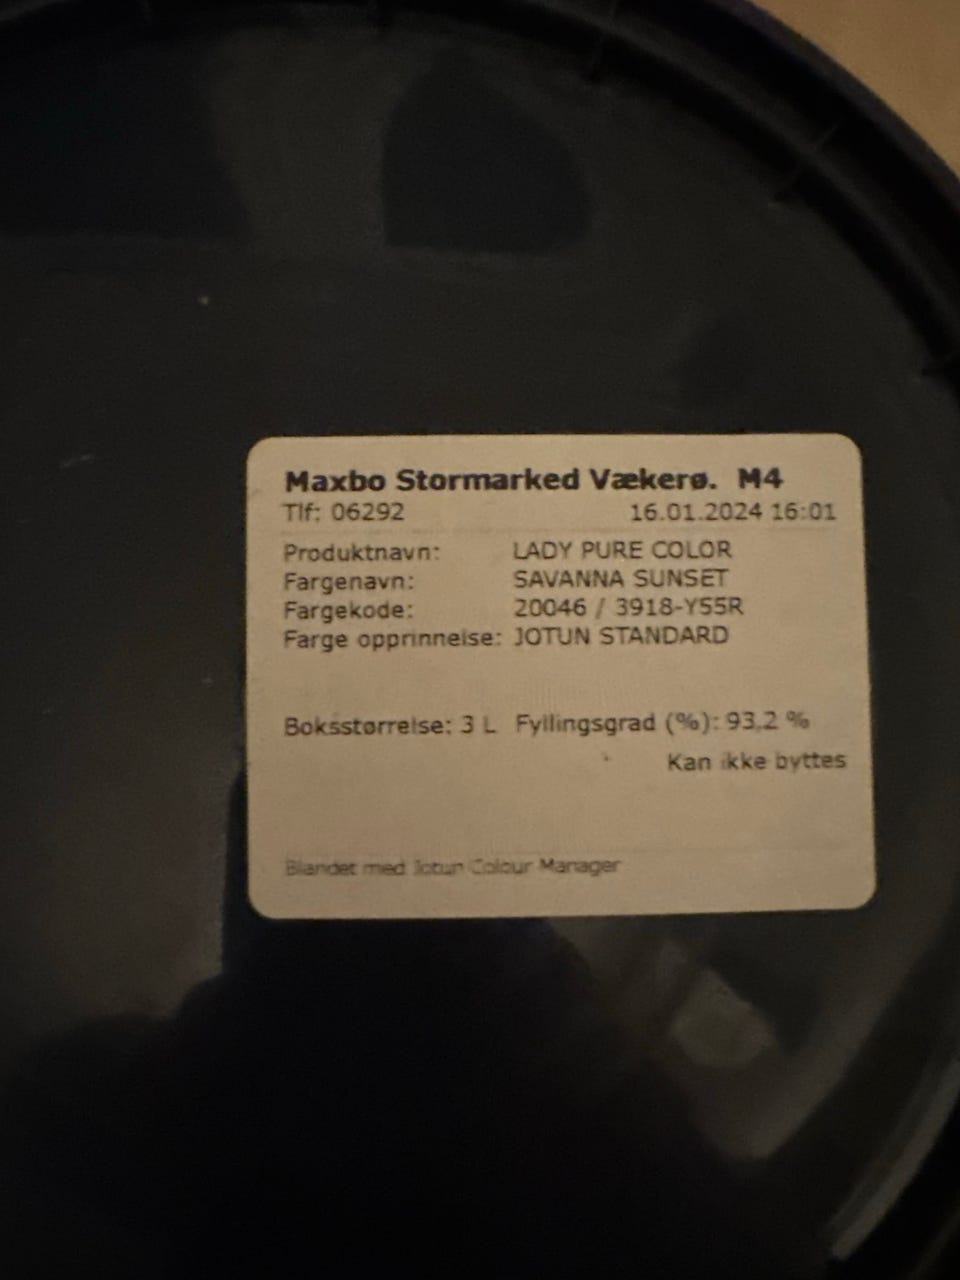 Maxbo Stormarked Vækerø. M4
Tlf: 06292 16.01.2024 16:01
Produktnavn: LADY PURE COLOR
Fargenavn: SAVANNA SUNSET
Fargekode: 20046 / 3918-Y55R
Farge opprinnelse: JOTUN STANDARD
Boksstørrelse: 3 L Fyllingsgrad (%): 93,2 %
Kan ikke byttes
Blandet med Jotun Colour Manager